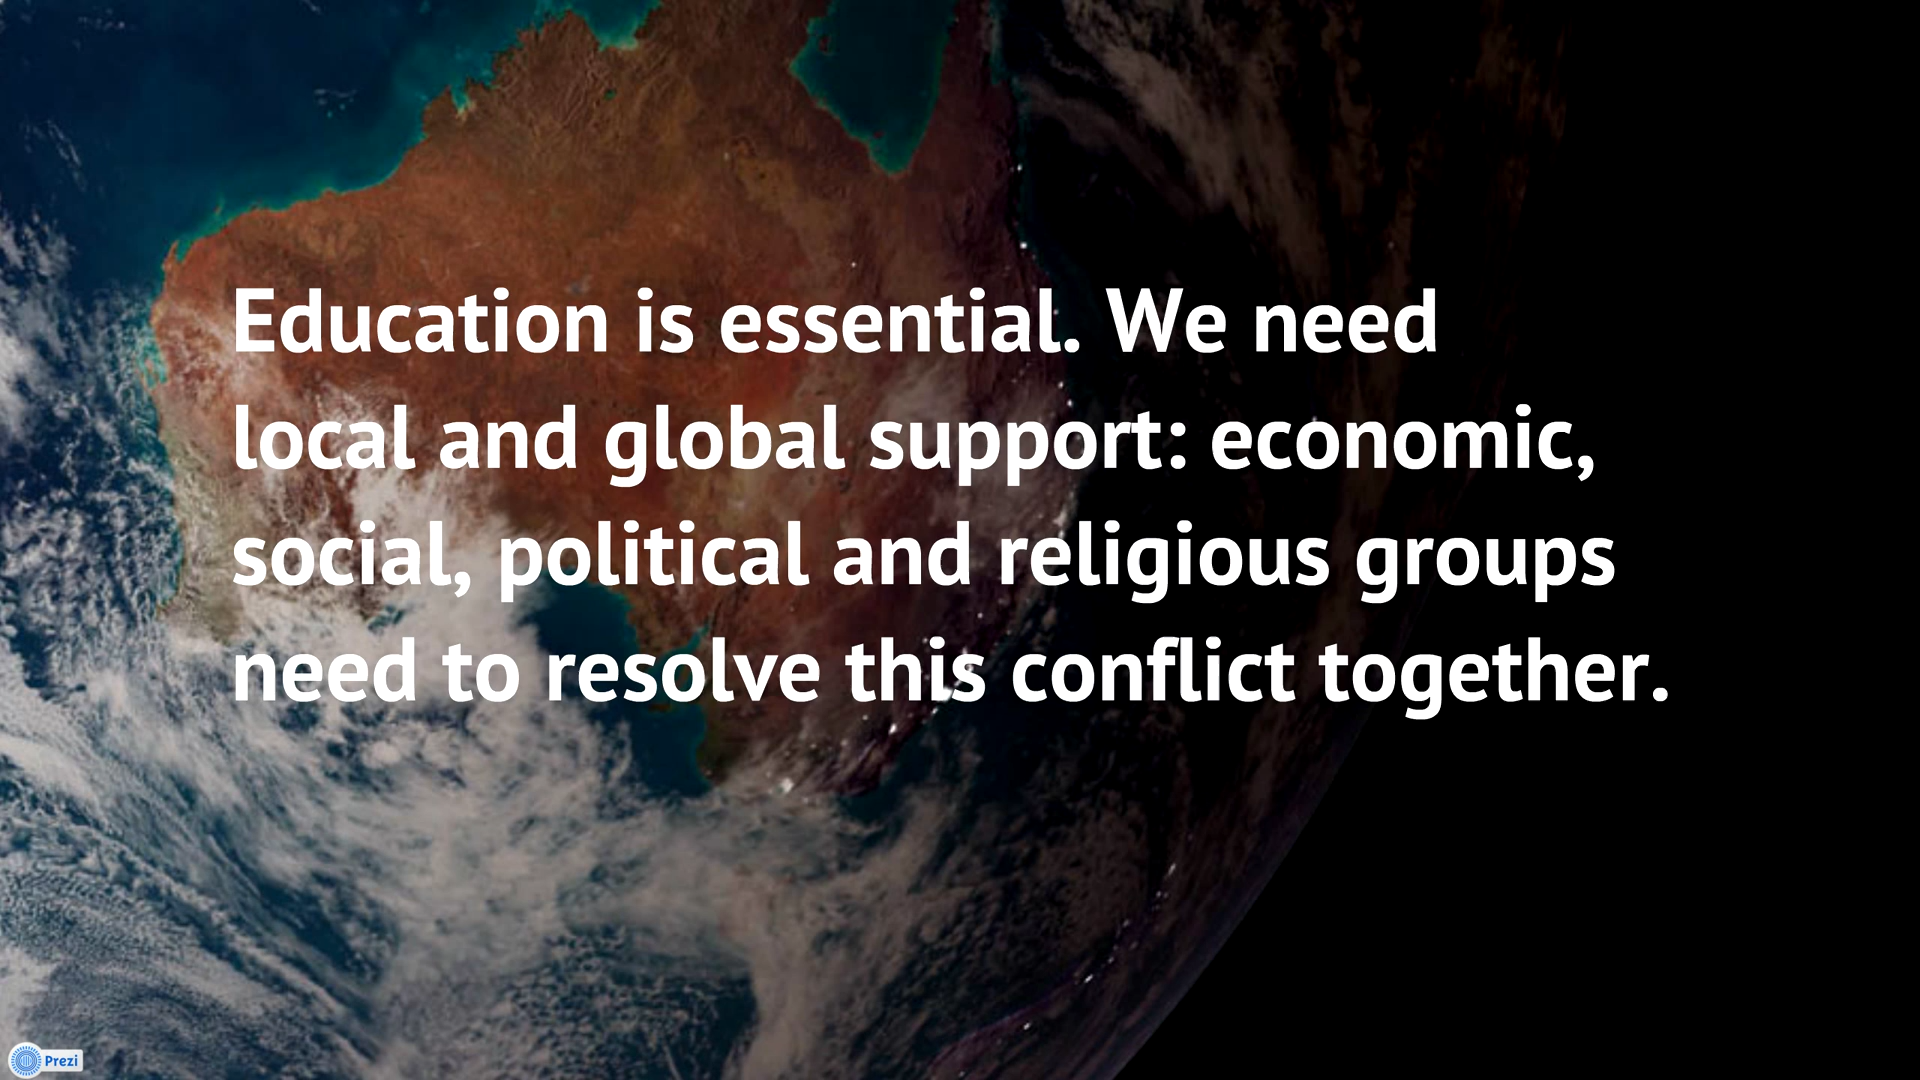 Education is essential. We need
local and global support: economic,
social, political and religious groups
need to resolve this conflict together.
Prezi